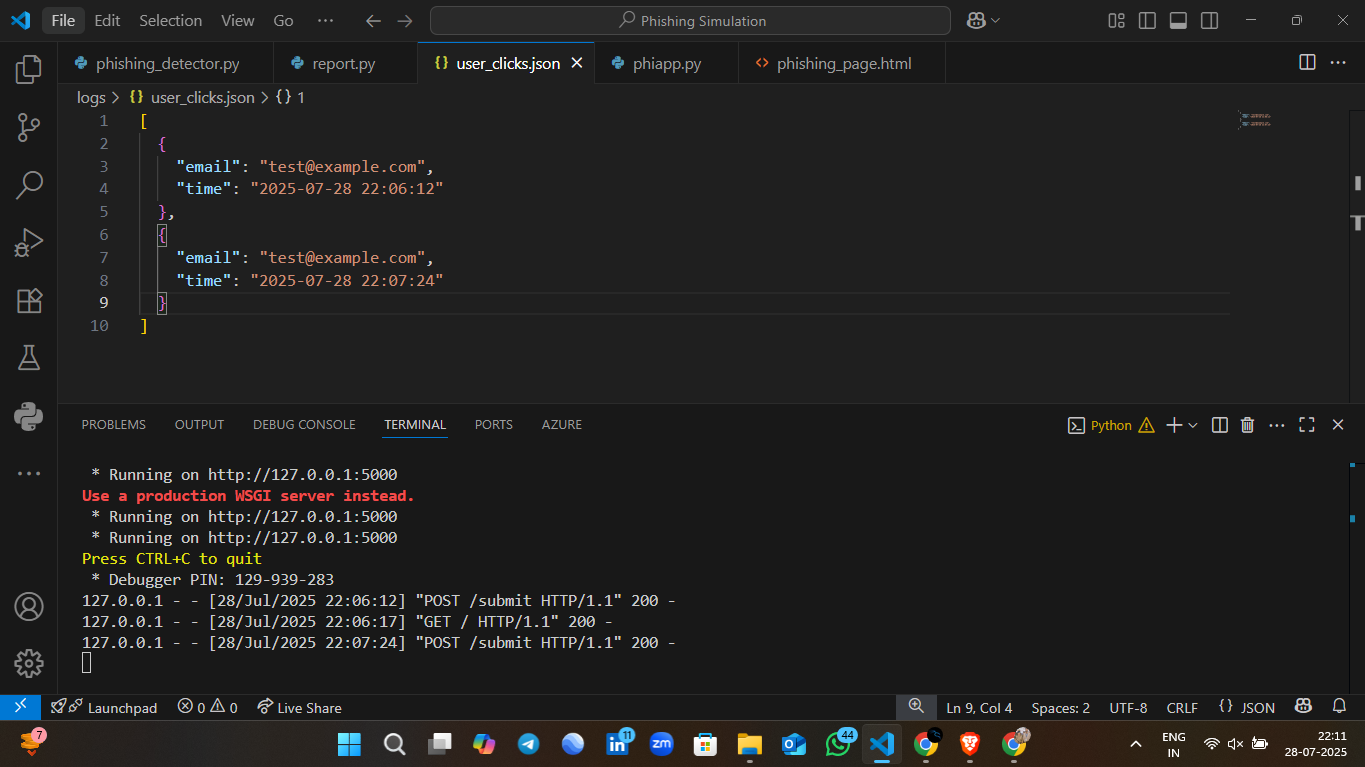 File Edit Selection View Go ··· Phishing Simulation
phishing_detector.py report.py {} user_clicks.json phiapp.py <> phishing_page.html
logs > {} user_clicks.json > {} 1
1 [
2 {
3 "email": "test@example.com",
4 "time": "2025-07-28 22:06:12"
5 },
6 {
7 "email": "test@example.com",
8 "time": "2025-07-28 22:07:24"
9 }
10 ]
PROBLEMS OUTPUT DEBUG CONSOLE TERMINAL PORTS AZURE Python
* Running on http://127.0.0.1:5000
Use a production WSGI server instead.
* Running on http://127.0.0.1:5000
* Running on http://127.0.0.1:5000
Press CTRL+C to quit
* Debugger PIN: 129-939-283
127.0.0.1 - - [28/Jul/2025 22:06:12] "POST /submit HTTP/1.1" 200 -
127.0.0.1 - - [28/Jul/2025 22:06:17] "GET / HTTP/1.1" 200 -
127.0.0.1 - - [28/Jul/2025 22:07:24] "POST /submit HTTP/1.1" 200 -
Launchpad 0 0 Live Share Ln 9, Col 4 Spaces: 2 UTF-8 CRLF {} JSON
7 11 zm 44 ENG 22:11
IN 28-07-2025